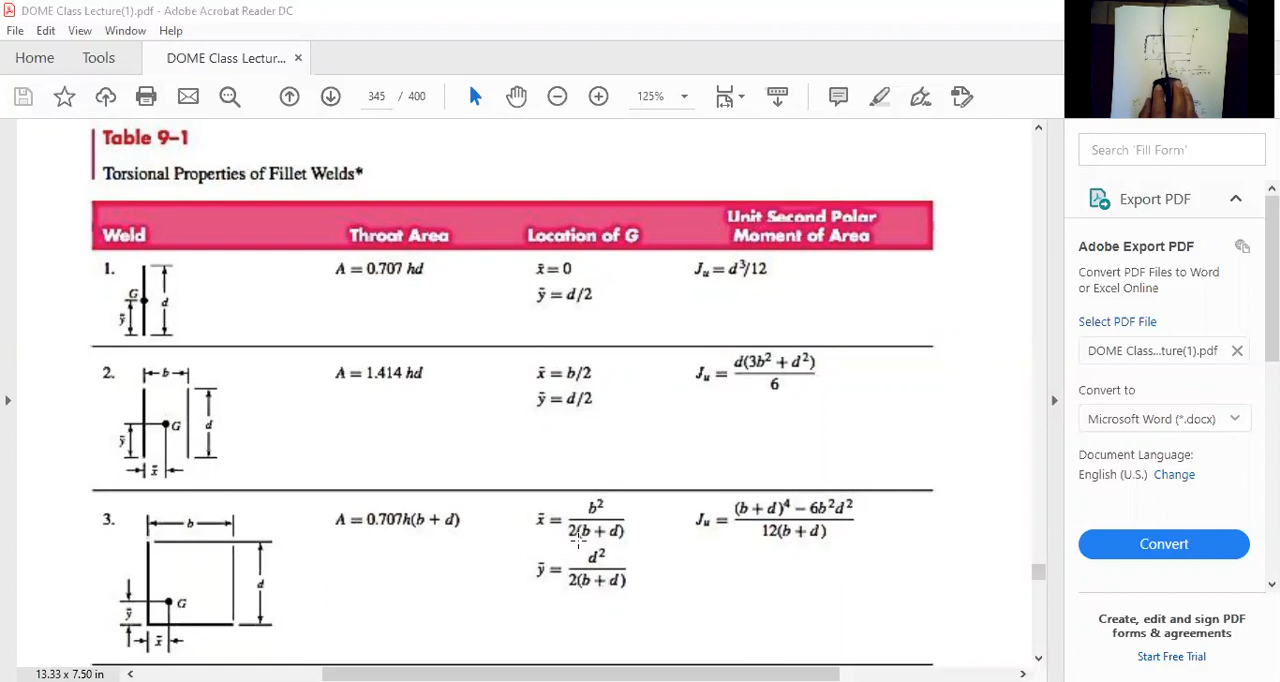 DOME Class Lecture(1).pdf - Adobe Acrobat Reader DC
File Edit View Window Help
Home Tools DOME Class Lectur... ×
345 / 400 125%
Table 9–1
Torsional Properties of Fillet Welds*
Weld Throat Area Location of G Unit Second Polar Moment of Area
1. G ȳ d A = 0.707 hd x̄ = 0 J_u = d³/12
ȳ = d/2
2. b G d ȳ x̄ A = 1.414 hd x̄ = b/2 J_u = d(3b² + d²)/6
ȳ = d/2
3. b d G ȳ x̄ A = 0.707h(b + d) x̄ = b²/2(b + d) J_u = (b + d)⁴ − 6b²d²/12(b + d)
ȳ = d²/2(b + d)
13.33 x 7.50 in
Search 'Fill Form'
Export PDF
Adobe Export PDF
Convert PDF Files to Word
or Excel Online
Select PDF File
DOME Class...ture(1).pdf ×
Convert to
Microsoft Word (*.docx)
Document Language:
English (U.S.) Change
Convert
Create, edit and sign PDF
forms & agreements
Start Free Trial